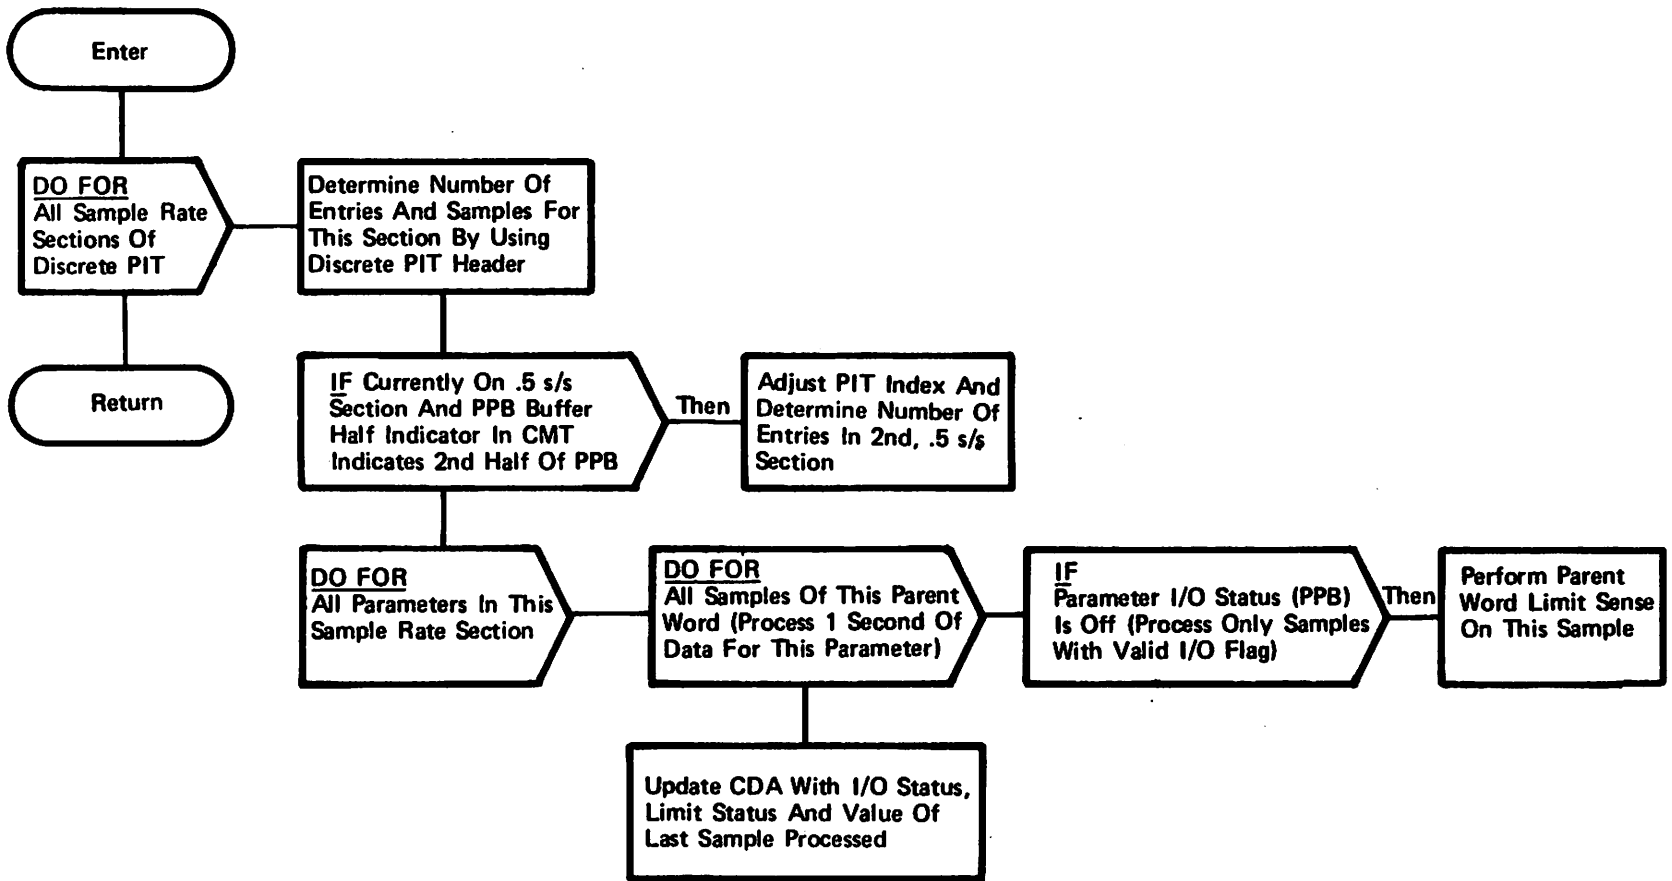 Enter
DO FOR
All Sample Rate
Sections Of
Discrete PIT
Determine Number Of
Entries And Samples For
This Section By Using
Discrete PIT Header
Return
IF Currently On .5 s/s
Section And PPB Buffer
Half Indicator In CMT
Indicates 2nd Half Of PPB
Then
Adjust PIT Index And
Determine Number Of
Entries In 2nd, .5 s/s
Section
DO FOR
All Parameters In This
Sample Rate Section
DO FOR
All Samples Of This Parent
Word (Process 1 Second Of
Data For This Parameter)
IF
Parameter I/O Status (PPB)
Is Off (Process Only Samples
With Valid I/O Flag)
Then
Perform Parent
Word Limit Sense
On This Sample
Update CDA With I/O Status,
Limit Status And Value Of
Last Sample Processed